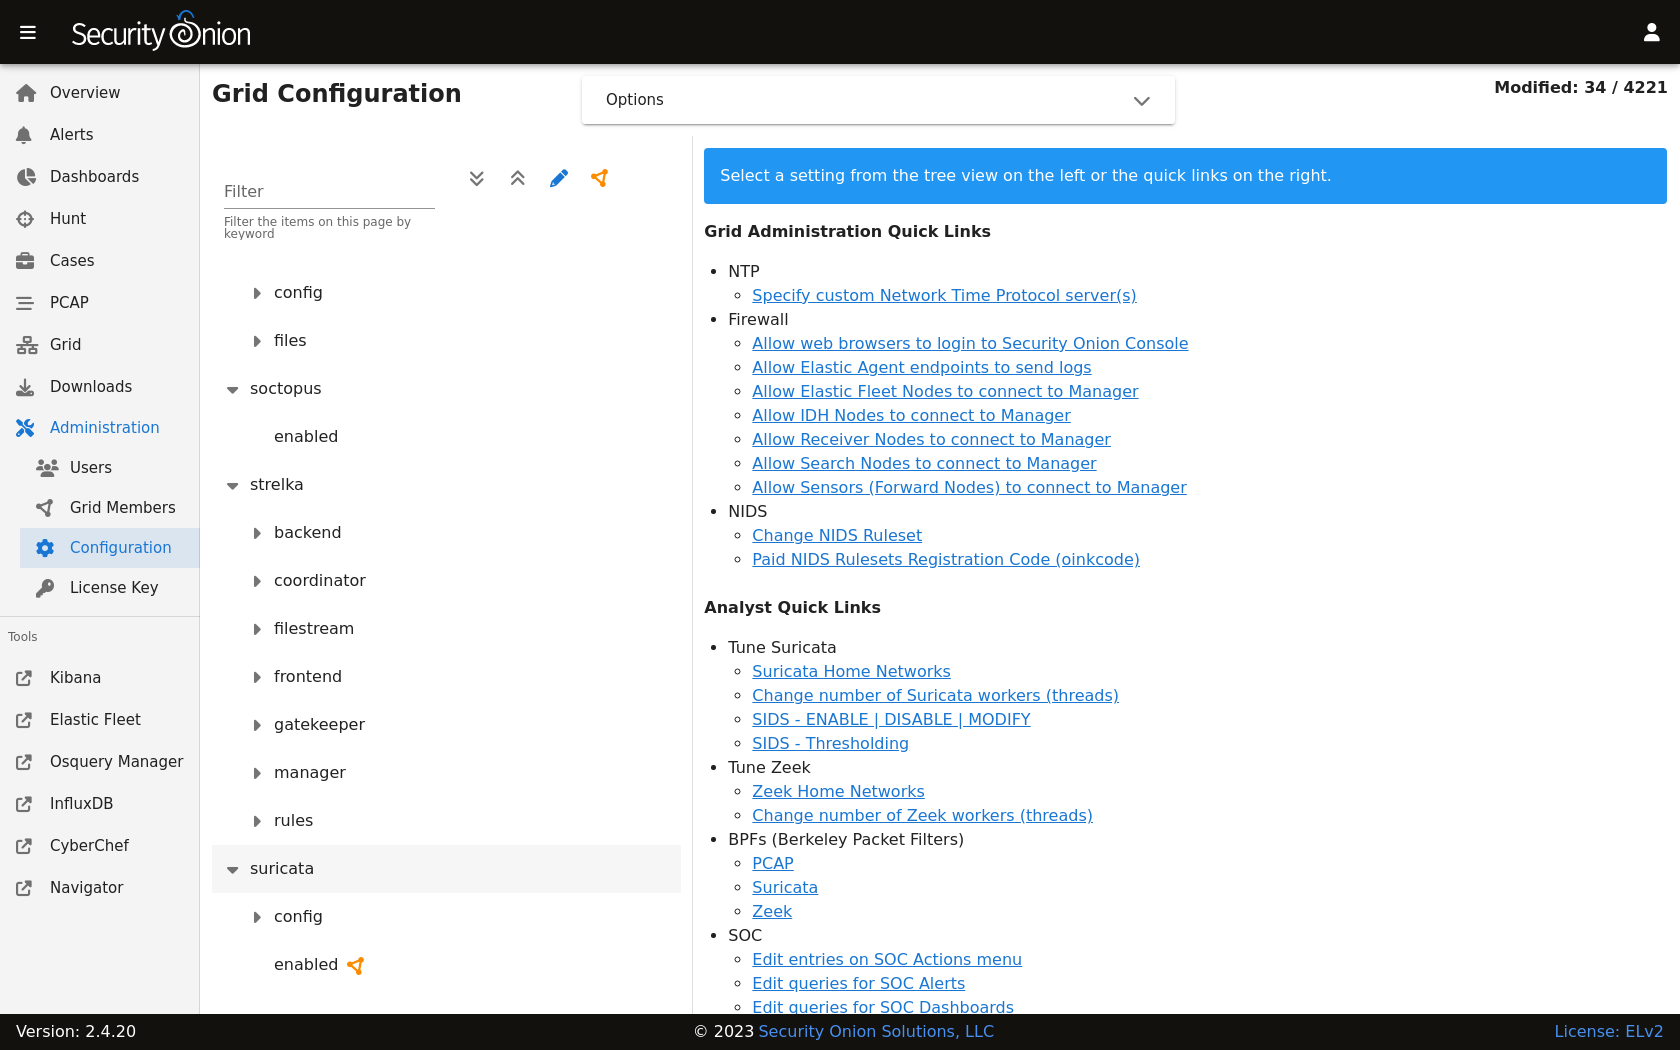 Security Onion
Overview
Alerts
Dashboards
Hunt
Cases
PCAP
Grid
Downloads
Administration
Users
Grid Members
Configuration
License Key
Tools
Kibana
Elastic Fleet
Osquery Manager
InfluxDB
CyberChef
Navigator
Grid Configuration
Options
Modified: 34 / 4221
Filter
Filter the items on this page by
keyword
config
files
soctopus
enabled
strelka
backend
coordinator
filestream
frontend
gatekeeper
manager
rules
suricata
config
enabled
Select a setting from the tree view on the left or the quick links on the right.
Grid Administration Quick Links
NTP
Specify custom Network Time Protocol server(s)
Firewall
Allow web browsers to login to Security Onion Console
Allow Elastic Agent endpoints to send logs
Allow Elastic Fleet Nodes to connect to Manager
Allow IDH Nodes to connect to Manager
Allow Receiver Nodes to connect to Manager
Allow Search Nodes to connect to Manager
Allow Sensors (Forward Nodes) to connect to Manager
NIDS
Change NIDS Ruleset
Paid NIDS Rulesets Registration Code (oinkcode)
Analyst Quick Links
Tune Suricata
Suricata Home Networks
Change number of Suricata workers (threads)
SIDS - ENABLE | DISABLE | MODIFY
SIDS - Thresholding
Tune Zeek
Zeek Home Networks
Change number of Zeek workers (threads)
BPFs (Berkeley Packet Filters)
PCAP
Suricata
Zeek
SOC
Edit entries on SOC Actions menu
Edit queries for SOC Alerts
Edit queries for SOC Dashboards
Version: 2.4.20
© 2023 Security Onion Solutions, LLC
License: ELv2